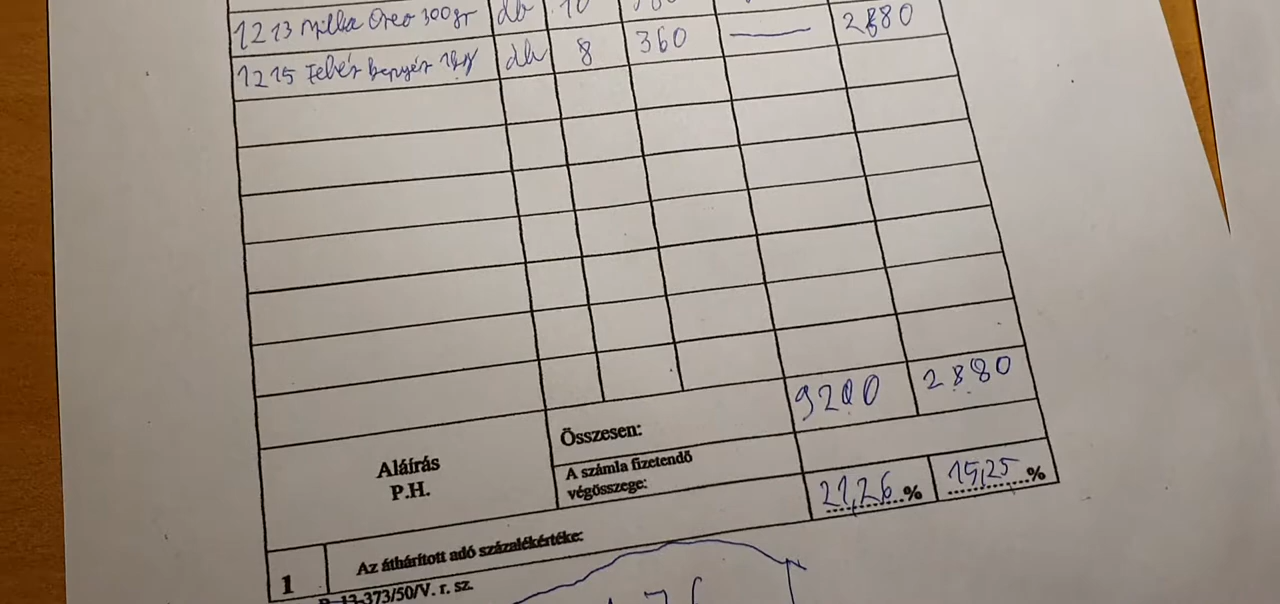 1213 Milka Oreo 300gr db 10
1215 Fehér kenyér db 8 360 — 2880
Összesen: 9200 2880
Aláírás
P.H.
A számla fizetendő
végösszege:
21,26 % 15,25 %
1 Az áthárított adó százalékértéke:
13-373/50/V. r. sz.